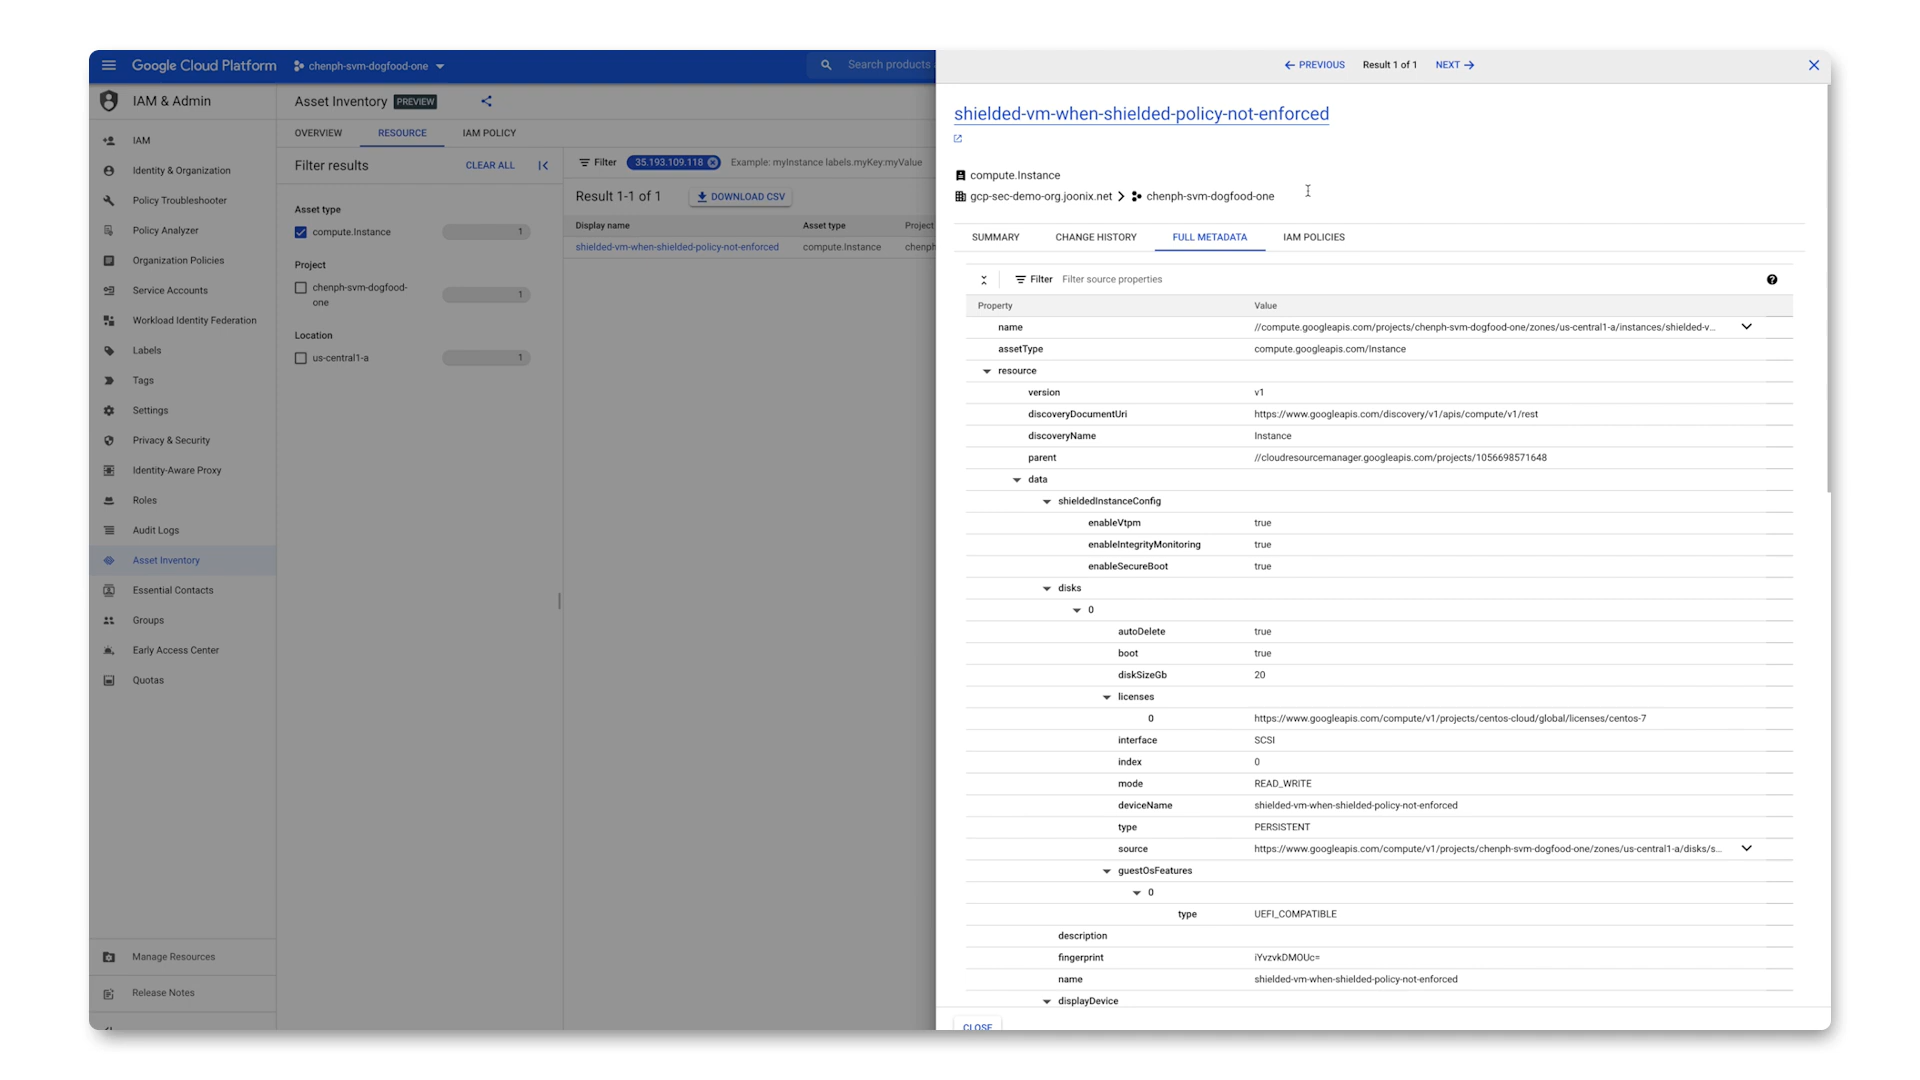 Google Cloud Platform
chenph-svm-dogfood-one
Search products
IAM & Admin
IAM
Identity & Organization
Policy Troubleshooter
Policy Analyzer
Organization Policies
Service Accounts
Workload Identity Federation
Labels
Tags
Settings
Privacy & Security
Identity-Aware Proxy
Roles
Audit Logs
Asset Inventory
Essential Contacts
Groups
Early Access Center
Quotas
Manage Resources
Release Notes
Asset Inventory PREVIEW
OVERVIEW RESOURCE IAM POLICY
Filter results CLEAR ALL
Asset type
compute.Instance 1
Project
chenph-svm-dogfood-
one 1
Location
us-central1-a 1
Filter 35.193.109.118 Example: myInstance labels.myKey:myValue
Result 1-1 of 1 DOWNLOAD CSV
Display name Asset type Project
shielded-vm-when-shielded-policy-not-enforced compute.Instance chenph
PREVIOUS Result 1 of 1 NEXT
shielded-vm-when-shielded-policy-not-enforced
compute.Instance
gcp-sec-demo-org.joonix.net > chenph-svm-dogfood-one
SUMMARY CHANGE HISTORY FULL METADATA IAM POLICIES
Filter Filter source properties
Property Value
name //compute.googleapis.com/projects/chenph-svm-dogfood-one/zones/us-central1-a/instances/shielded-v...
assetType compute.googleapis.com/Instance
resource
version v1
discoveryDocumentUri https://www.googleapis.com/discovery/v1/apis/compute/v1/rest
discoveryName Instance
parent //cloudresourcemanager.googleapis.com/projects/1056698571648
data
shieldedInstanceConfig
enableVtpm true
enableIntegrityMonitoring true
enableSecureBoot true
disks
0
autoDelete true
boot true
diskSizeGb 20
licenses
0 https://www.googleapis.com/compute/v1/projects/centos-cloud/global/licenses/centos-7
interface SCSI
index 0
mode READ_WRITE
deviceName shielded-vm-when-shielded-policy-not-enforced
type PERSISTENT
source https://www.googleapis.com/compute/v1/projects/chenph-svm-dogfood-one/zones/us-central1-a/disks/s...
guestOsFeatures
0
type UEFI_COMPATIBLE
description
fingerprint iYvzvkDMOUc=
name shielded-vm-when-shielded-policy-not-enforced
displayDevice
CLOSE